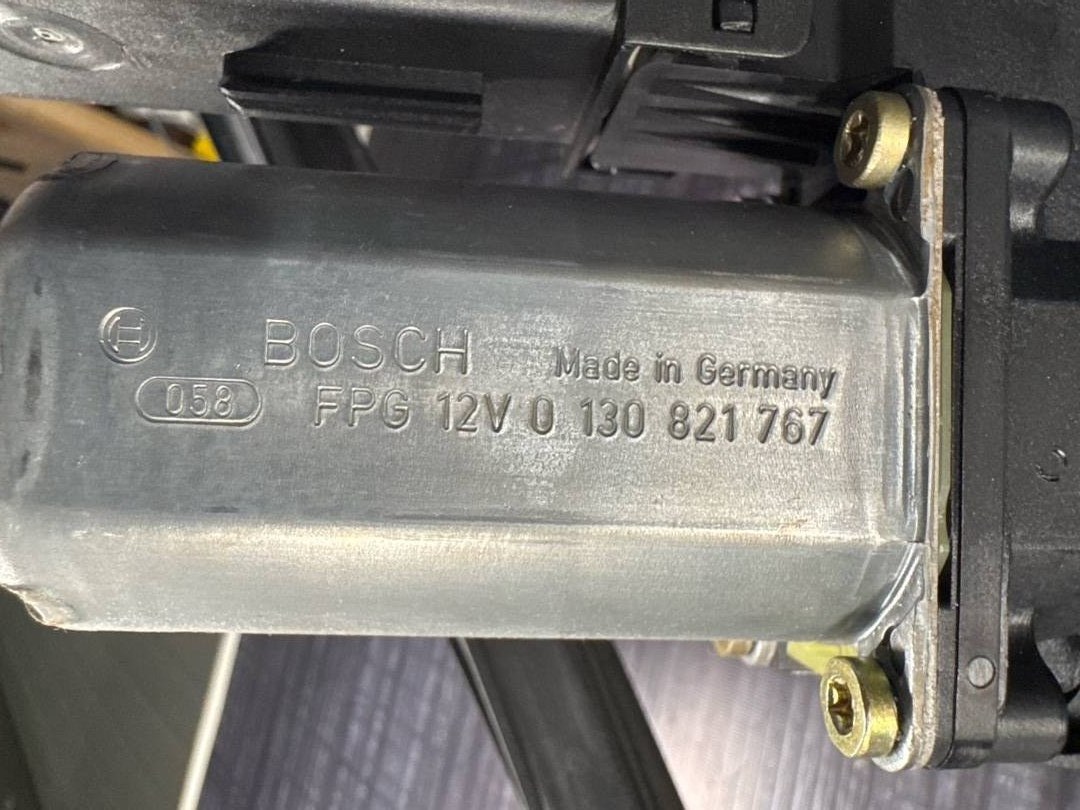 BOSCH Made in Germany
058 FPG 12V 0 130 821 767